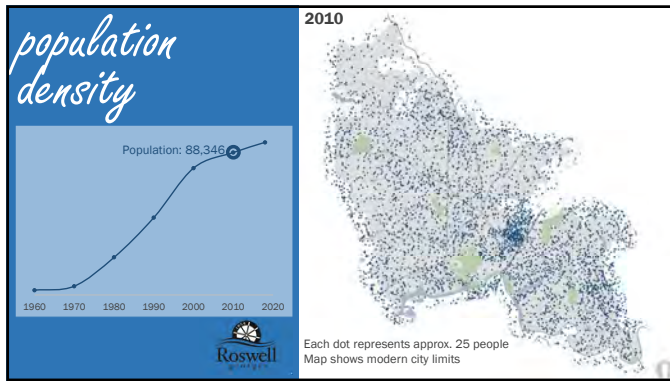 population
density
Population: 88,346
1960 1970 1980 1990 2000 2010 2020
Roswell
georgia
2010
Each dot represents approx. 25 people
Map shows modern city limits